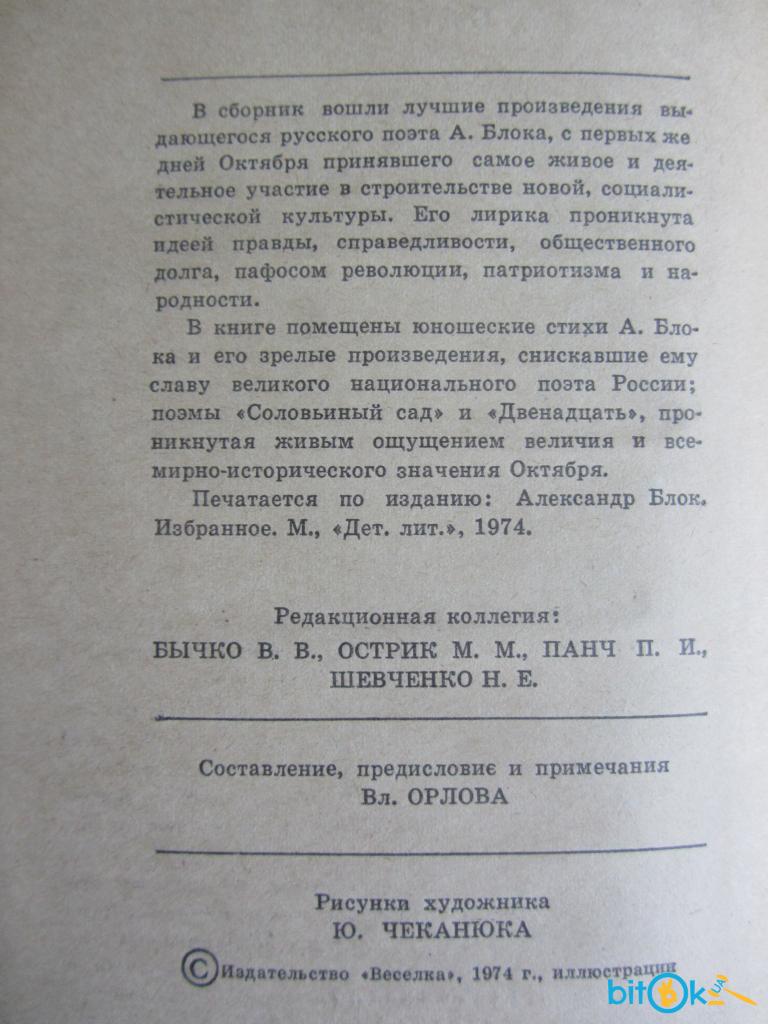 В сборник вошли лучшие произведения вы-
дающегося русского поэта А. Блока, с первых же
дней Октября принявшего самое живое и дея-
тельное участие в строительстве новой, социали-
стической культуры. Его лирика проникнута
идеей правды, справедливости, общественного
долга, пафосом революции, патриотизма и на-
родности.
В книге помещены юношеские стихи А. Бло-
ка и его зрелые произведения, снискавшие ему
славу великого национального поэта России;
поэмы «Соловьиный сад» и «Двенадцать», про-
никнутая живым ощущением величия и все-
мирно-исторического значения Октября.
Печатается по изданию: Александр Блок.
Избранное. М., «Дет. лит.», 1974.
Редакционная коллегия:
БЫЧКО В. В., ОСТРИК М. М., ПАНЧ П. И.,
ШЕВЧЕНКО Н. Е.
Составление, предисловиє и примечания
Вл. ОРЛОВА
Рисунки художника
Ю. ЧЕКАНЮКА
© Издательство «Веселка», 1974 г., иллюстрации
bitok.ua